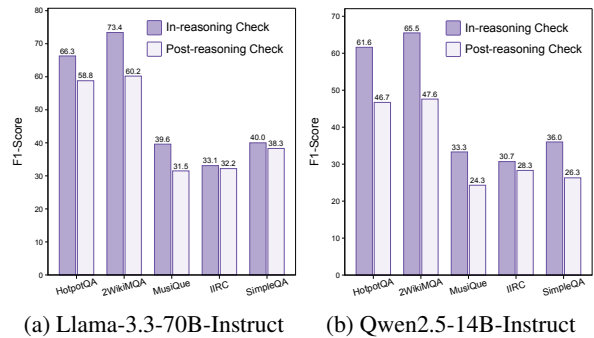 80
70
60
50
40
30
20
10
0
F1-Score
In-reasoning Check
Post-reasoning Check
66.3
58.8
73.4
60.2
39.6
31.5
33.1
32.2
40.0
38.3
HotpotQA
2WikiMQA
MusiQue
IIRC
SimpleQA
(a) Llama-3.3-70B-Instruct
70
60
50
40
30
20
10
0
F1-Score
In-reasoning Check
Post-reasoning Check
61.6
46.7
65.5
47.6
33.3
24.3
30.7
28.3
36.0
26.3
HotpotQA
2WikiMQA
MusiQue
IIRC
SimpleQA
(b) Qwen2.5-14B-Instruct